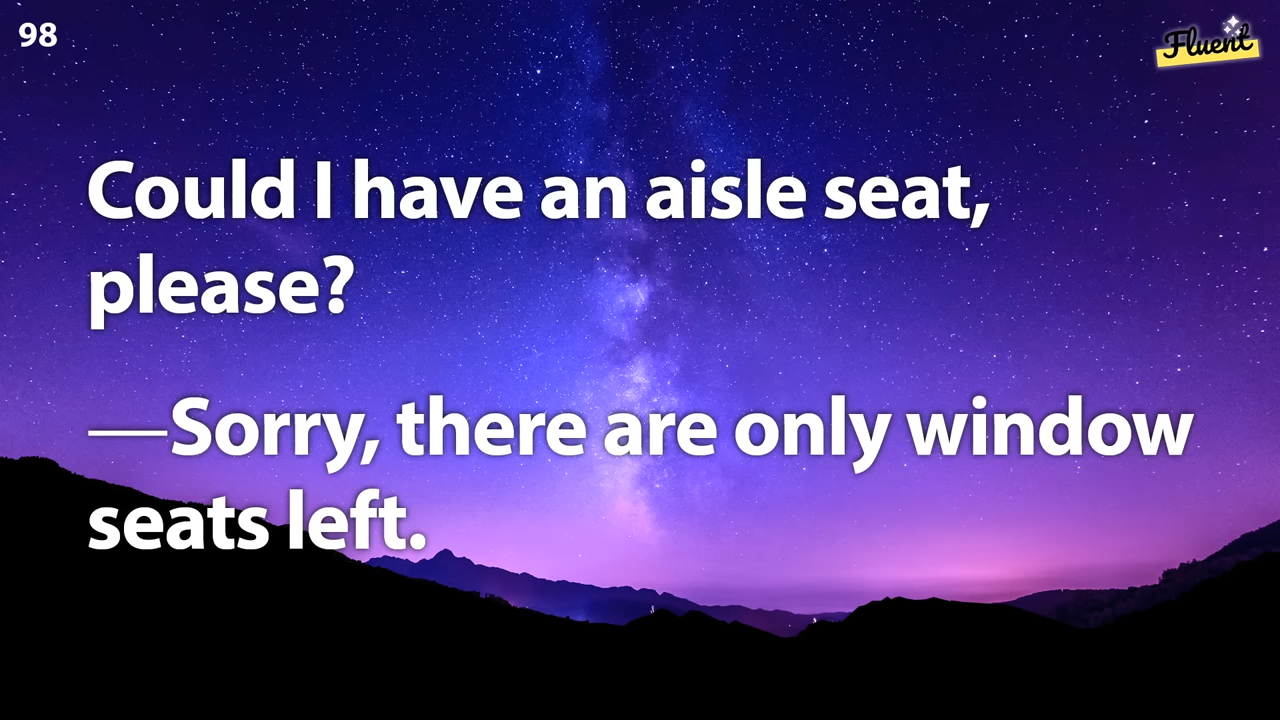 98
Fluent
Could I have an aisle seat,
please?
—Sorry, there are only window
seats left.